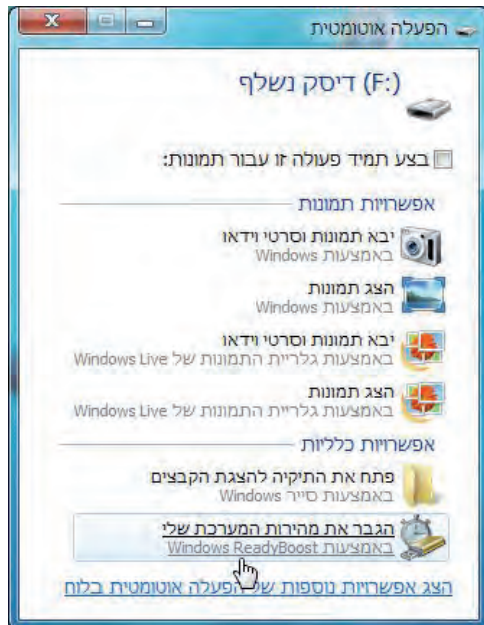 הפעלה אוטומטית
דיסק נשלף (F:)
בצע תמיד פעולה זו עבור תמונות:
אפשרויות תמונות
יבא תמונות וסרטי וידאו
באמצעות Windows
הצג תמונות
באמצעות Windows
יבא תמונות וסרטי וידאו
באמצעות גלריית התמונות של Windows Live
הצג תמונות
באמצעות גלריית התמונות של Windows Live
אפשרויות כלליות
פתח את התיקיה להצגת הקבצים
באמצעות סייר Windows
הגבר את מהירות המערכת שלי
באמצעות Windows ReadyBoost
הצג אפשרויות נוספות של הפעלה אוטומטית בלוח